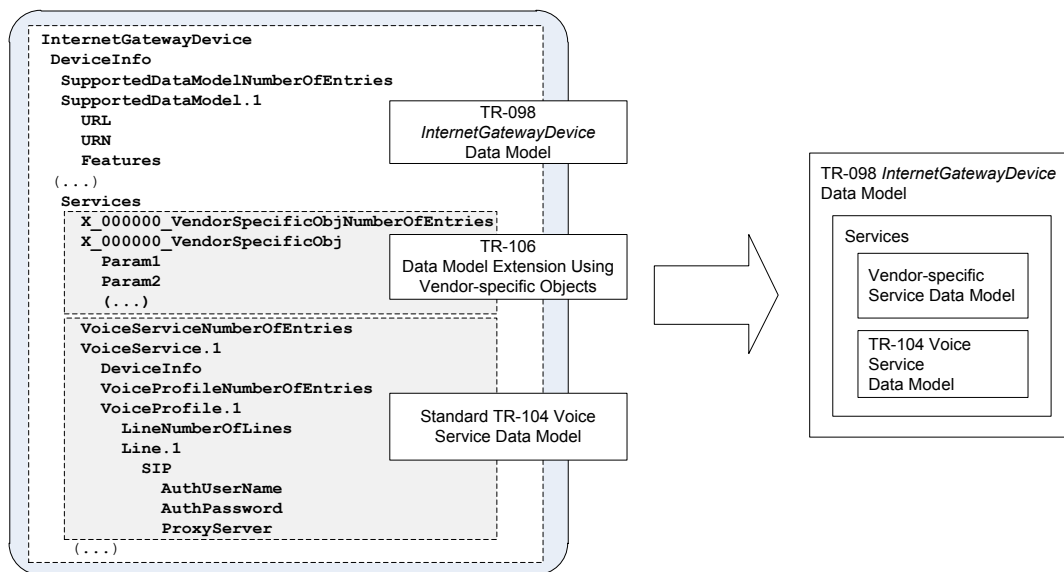 InternetGatewayDevice
DeviceInfo
SupportedDataModelNumberOfEntries
SupportedDataModel.1
URL
URN
Features
(...)
Services
X_000000_VendorSpecificObjNumberOfEntries
X_000000_VendorSpecificObj
Param1
Param2
(...)
VoiceServiceNumberOfEntries
VoiceService.1
DeviceInfo
VoiceProfileNumberOfEntries
VoiceProfile.1
LineNumberOfLines
Line.1
SIP
AuthUserName
AuthPassword
ProxyServer
(...)
TR-098
InternetGatewayDevice
Data Model
TR-106
Data Model Extension Using
Vendor-specific Objects
Standard TR-104 Voice
Service Data Model
TR-098 InternetGatewayDevice
Data Model
Services
Vendor-specific
Service Data Model
TR-104 Voice
Service
Data Model